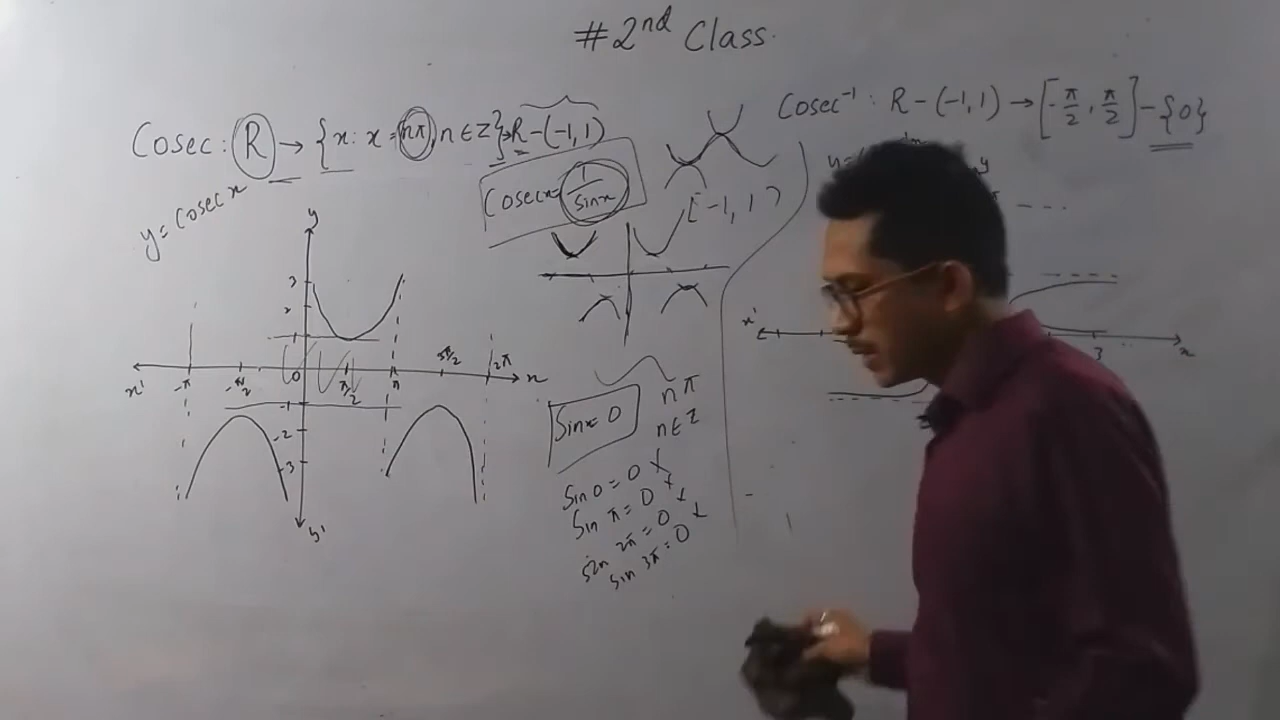 #2nd Class.
Cosec : R → {x : x = nπ, n ∈ Z} → R - (-1, 1)
Cosec⁻¹ : R - (-1, 1) → [-π/2, π/2] - {0}
y = Cosec x
Cosec x = 1/sin x
[-1, 1)
y
3
2
x' -π -π/2 0 π/2 π 3π/2 2π x
-1
-2
-3
y'
Sin x = 0
nπ
n ∈ Z
Sin 0 = 0
Sin π = 0
Sin 2π = 0
Sin 3π = 0
y
x' 3 x